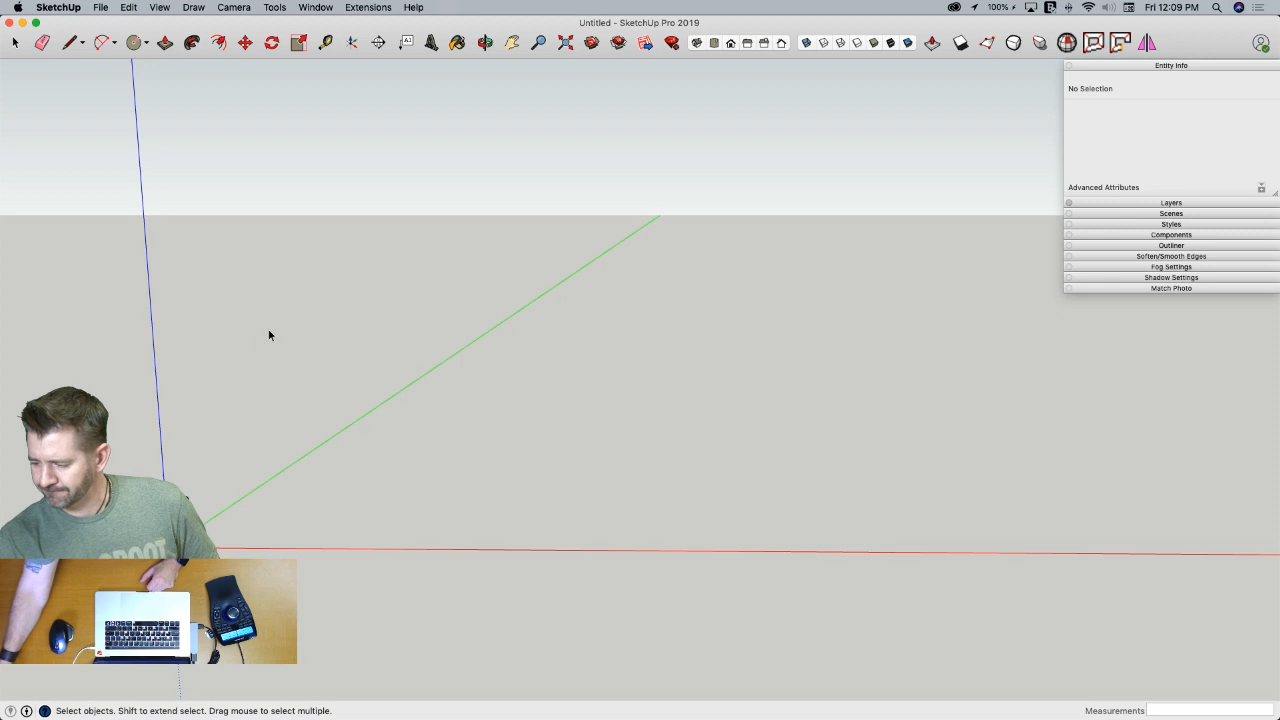 SketchUp File Edit View Draw Camera Tools Window Extensions Help
100% Fri 12:09 PM
Untitled - SketchUp Pro 2019
Entity Info
No Selection
Advanced Attributes
Layers
Scenes
Styles
Components
Outliner
Soften/Smooth Edges
Fog Settings
Shadow Settings
Match Photo
Select objects. Shift to extend select. Drag mouse to select multiple.
Measurements